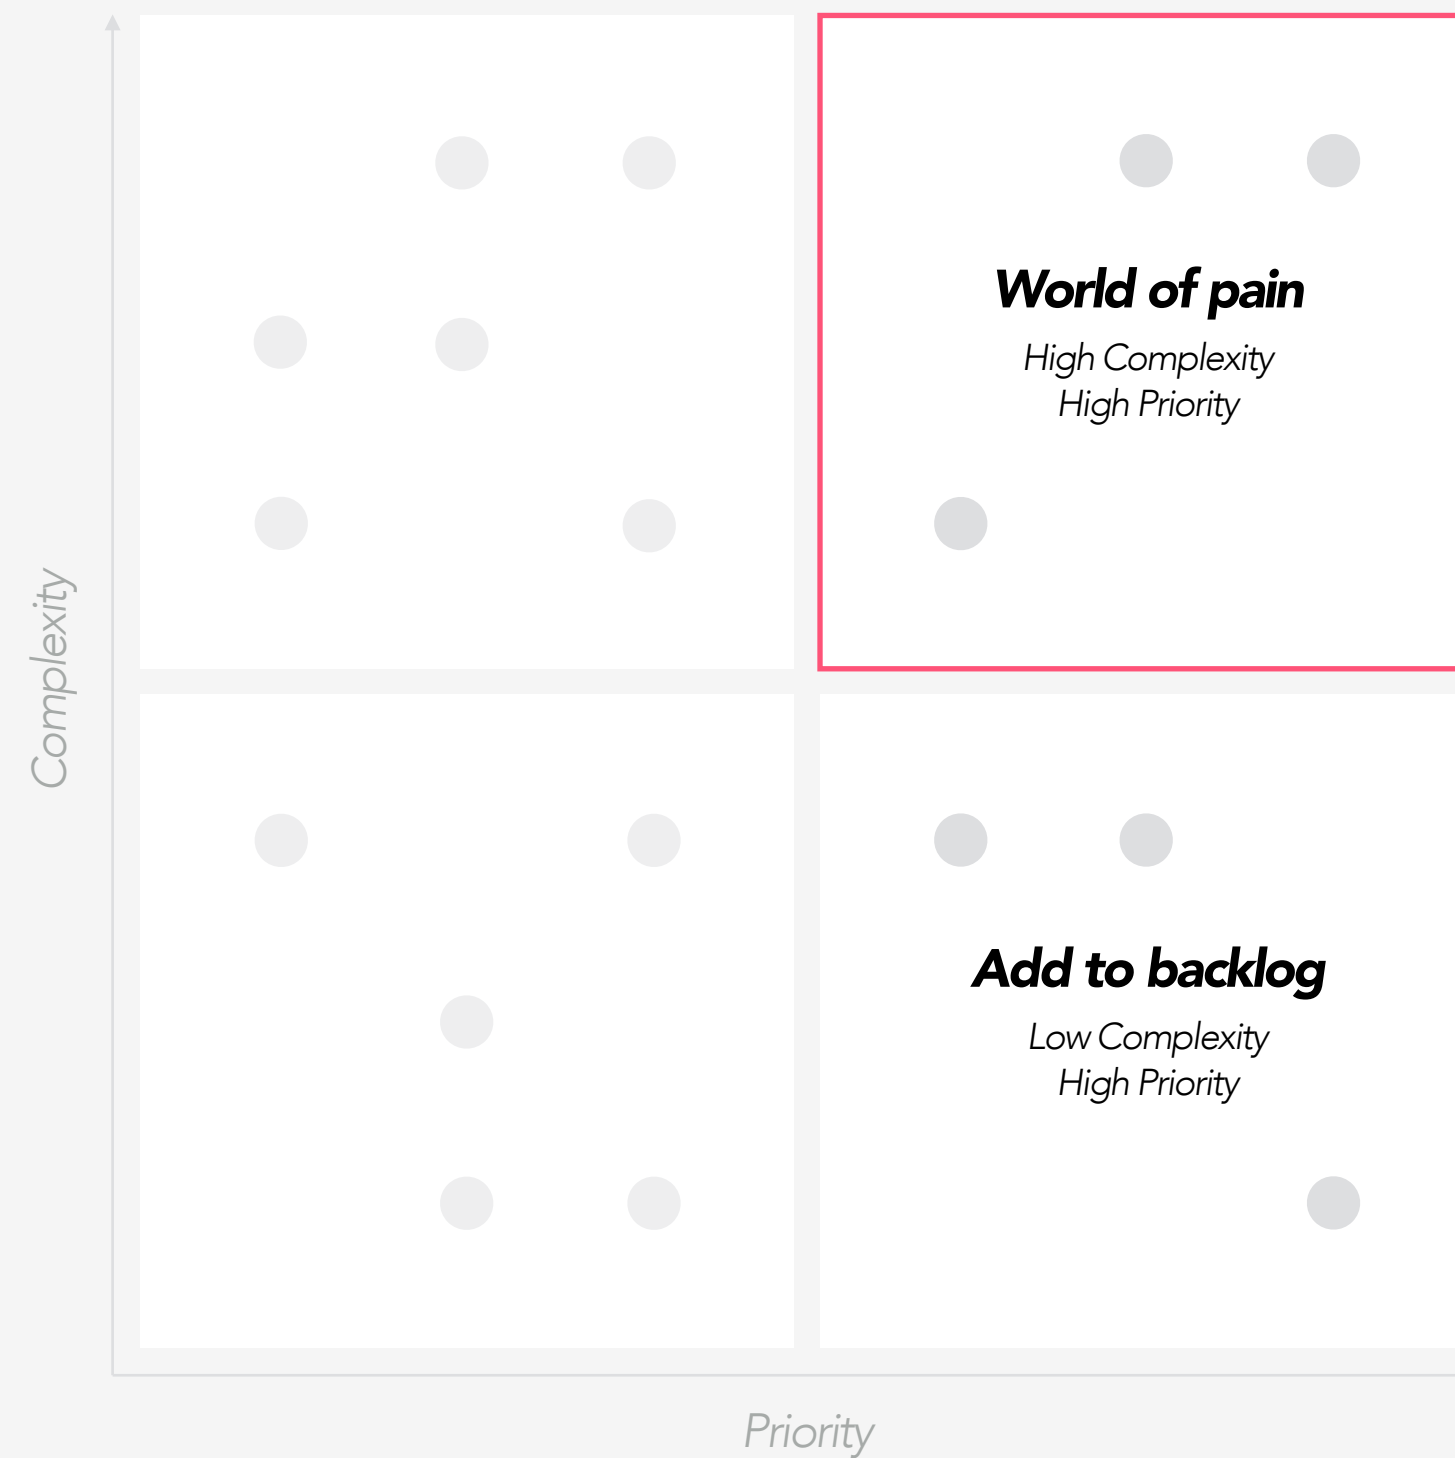 World of pain
High Complexity
High Priority
Complexity
Add to backlog
Low Complexity
High Priority
Priority